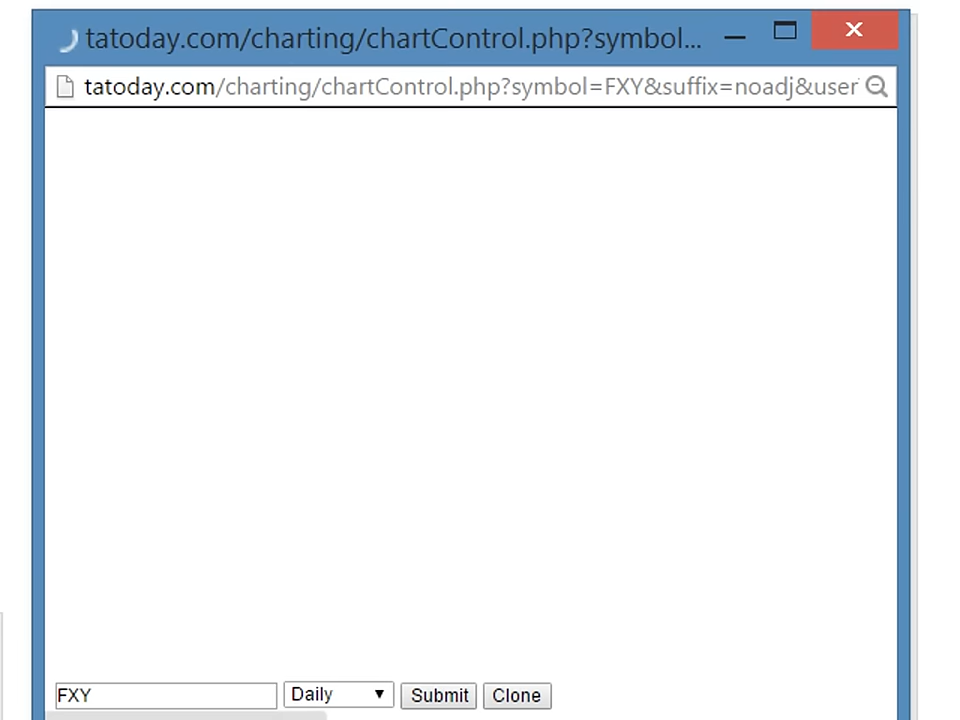 tatoday.com/charting/chartControl.php?symbol...
tatoday.com/charting/chartControl.php?symbol=FXY&suffix=noadj&user
FXY Daily Submit Clone